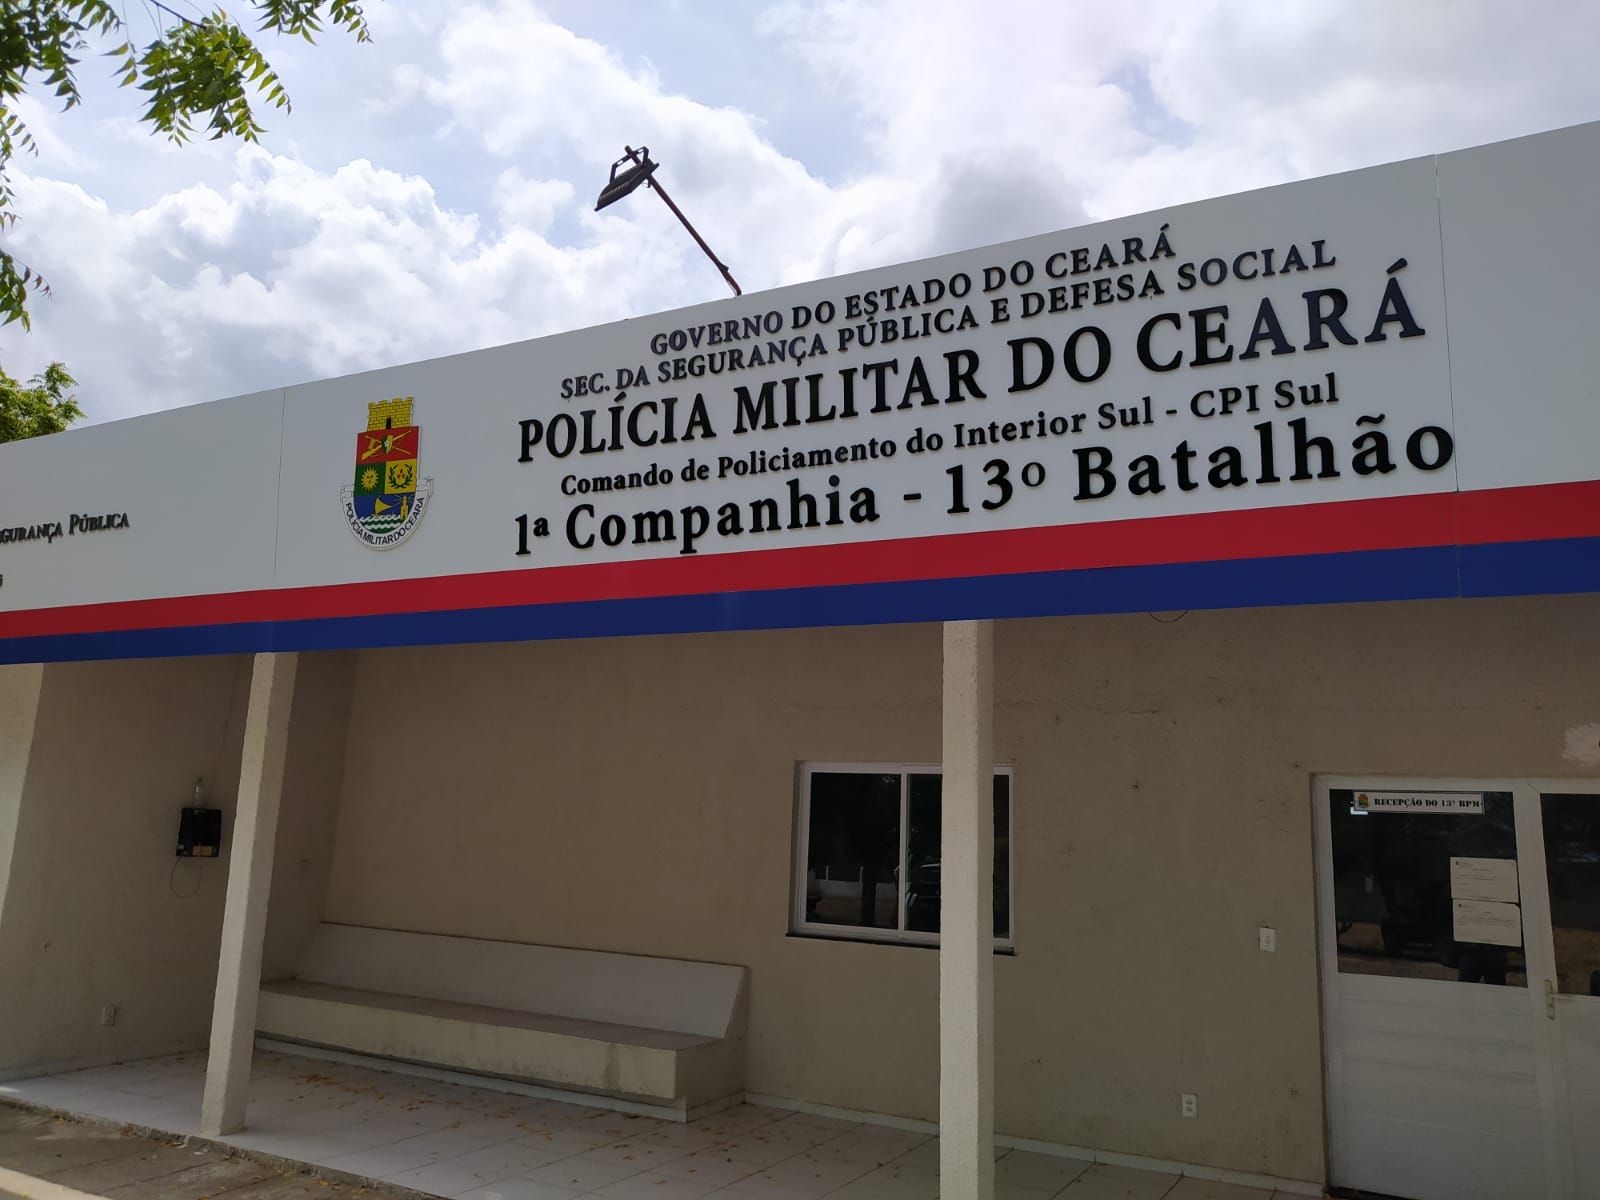 GOVERNO DO ESTADO DO CEARÁ
SEC. DA SEGURANÇA PÚBLICA E DEFESA SOCIAL
POLÍCIA MILITAR DO CEARÁ
Comando de Policiamento do Interior Sul - CPI Sul
1ª Companhia - 13º Batalhão
POLÍCIA MILITAR DO CEARÁ
PÚBLICA
RECEPÇÃO DO 13º BPM